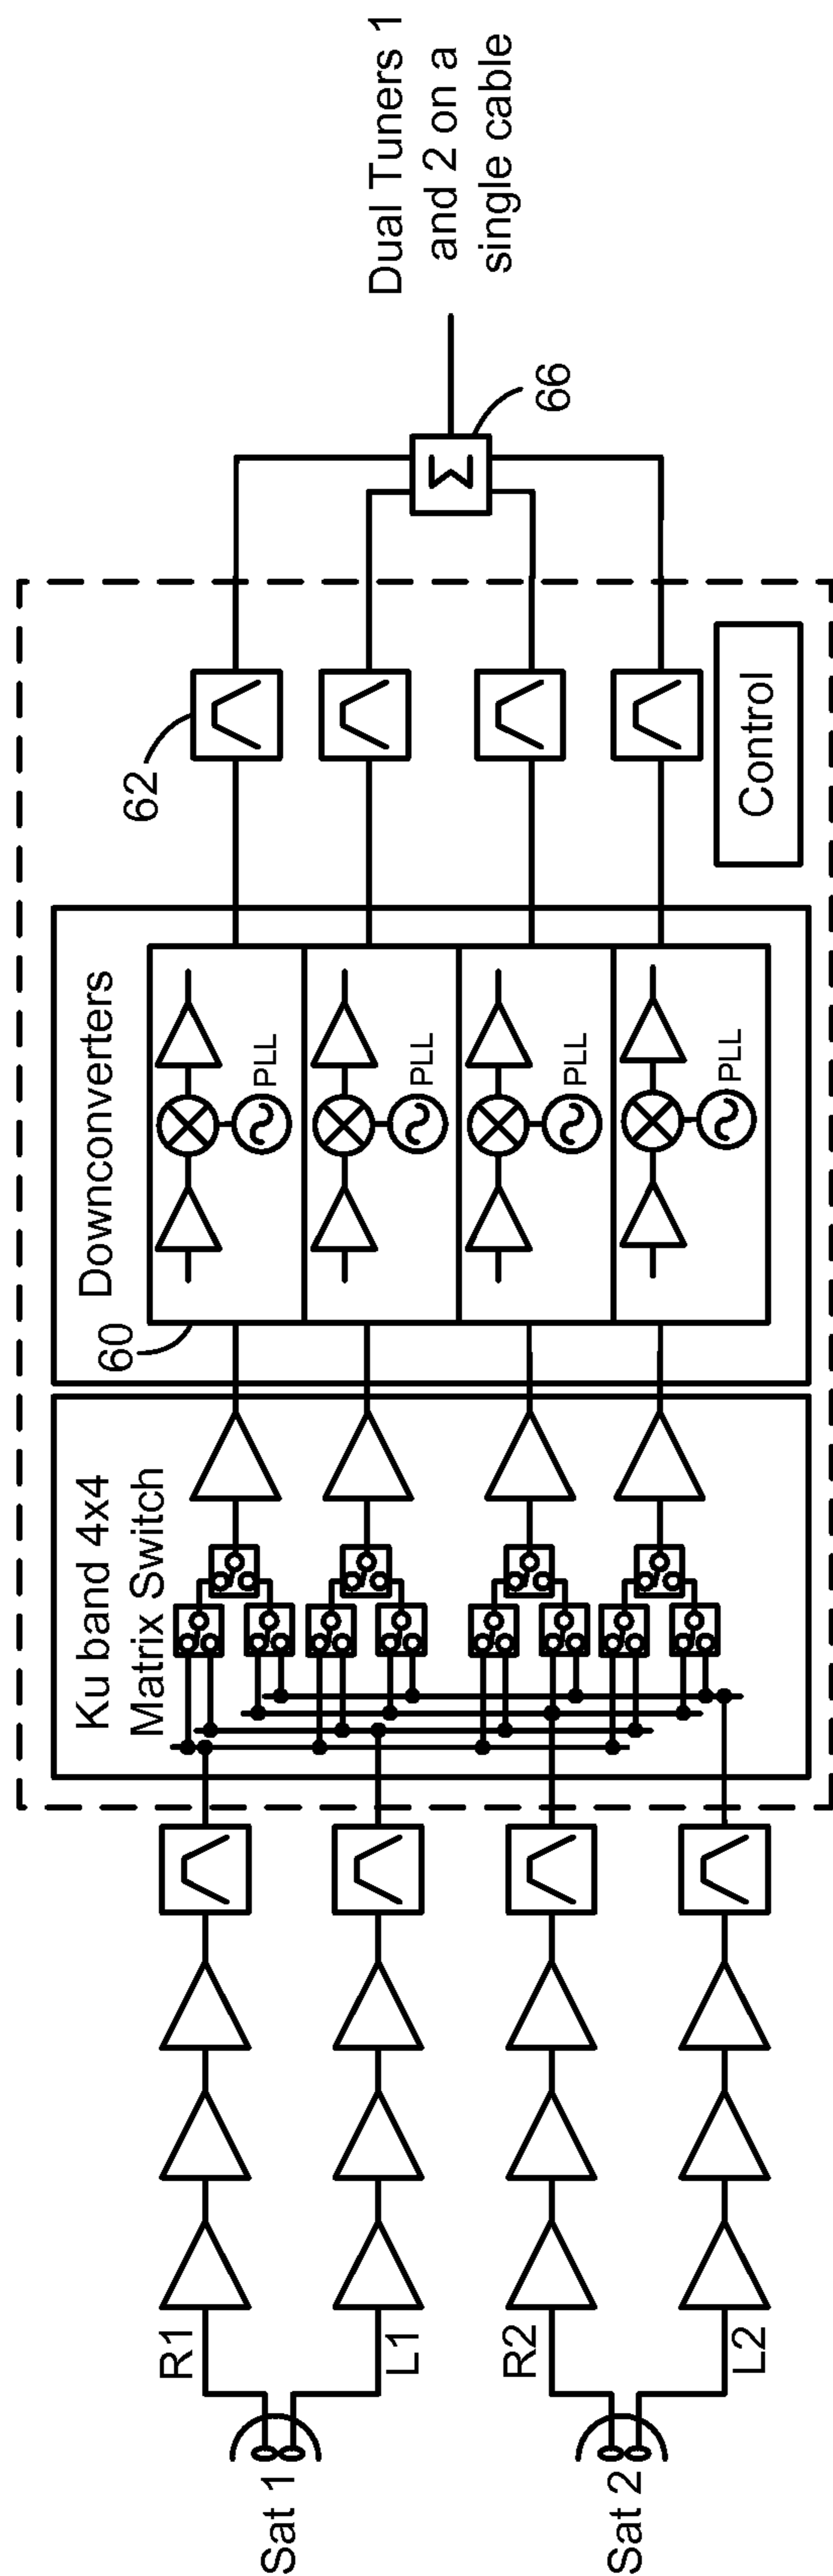 Sat 1
R1
L1
Sat 2
R2
L2
Ku band 4x4
Matrix Switch
60
Downconverters
PLL
PLL
PLL
PLL
62
Control
66
Σ
Dual Tuners 1
and 2 on a
single cable